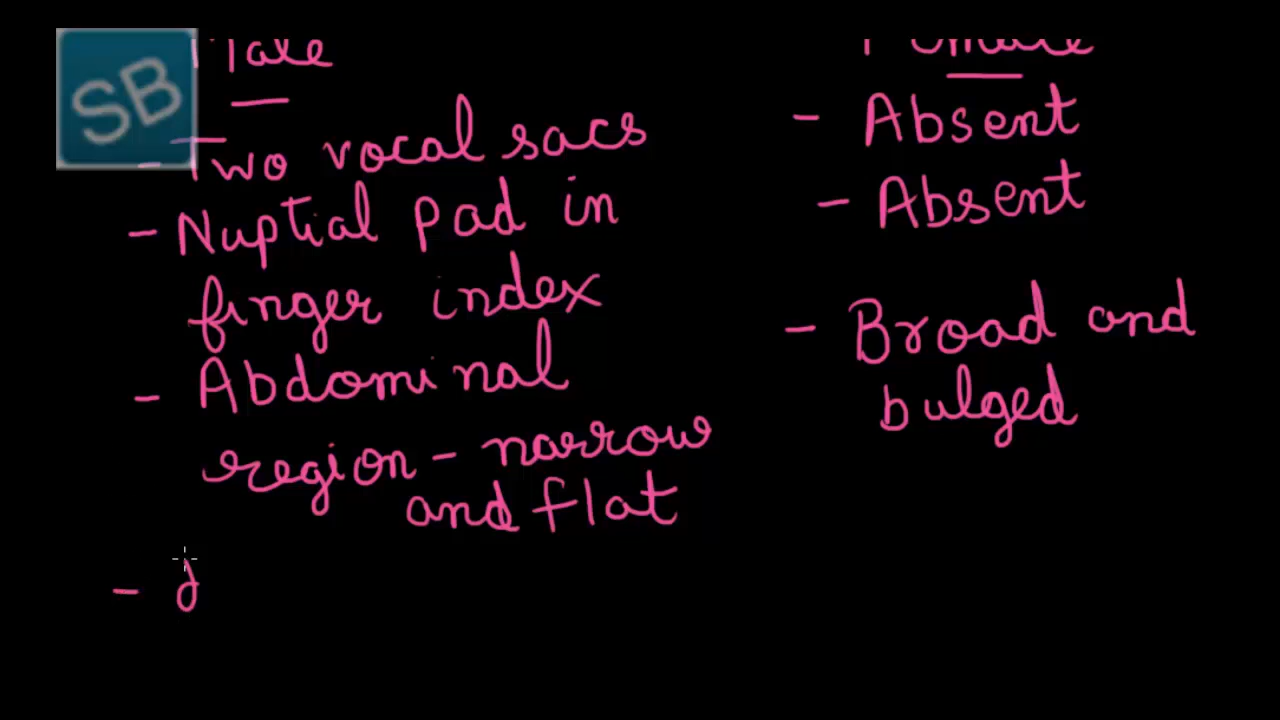 SB
Male
Female
- Two vocal sacs
- Absent
- Nuptial pad in
finger index
- Absent
- Abdominal
region - narrow
and flat
- Broad and
bulged
- d